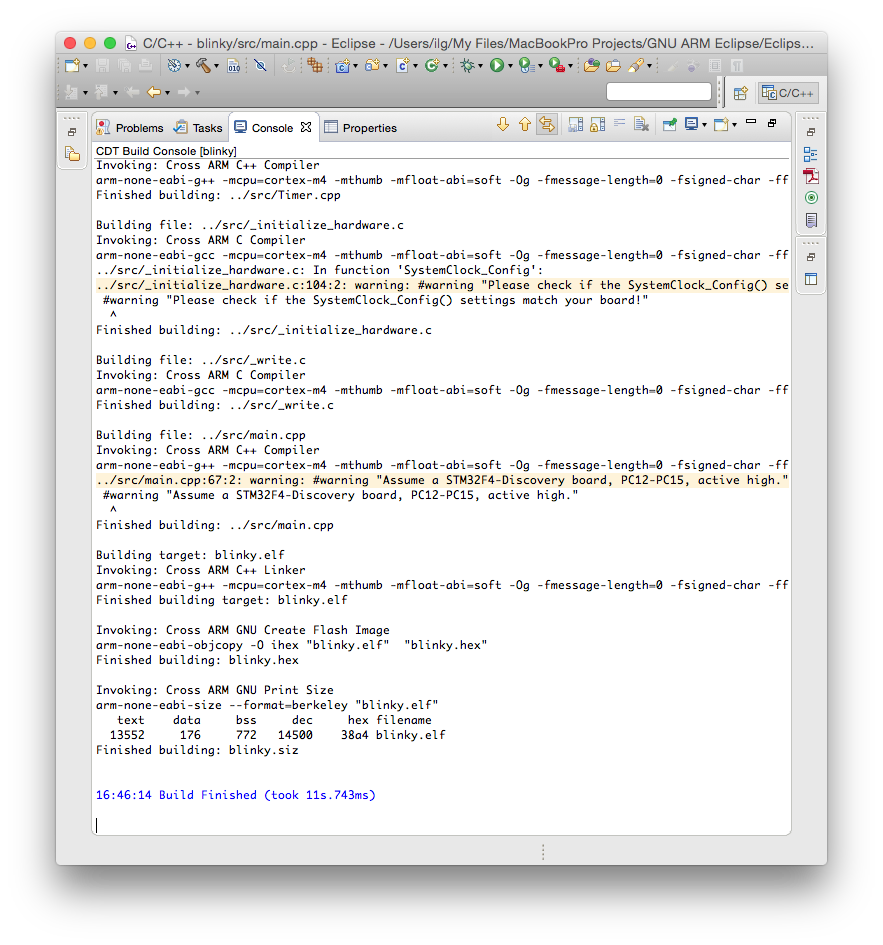 C/C++ - blinky/src/main.cpp - Eclipse - /Users/ilg/My Files/MacBookPro Projects/GNU ARM Eclipse/Eclips...
010
C/C++
Problems Tasks Console Properties
CDT Build Console [blinky]
Invoking: Cross ARM C++ Compiler
arm-none-eabi-g++ -mcpu=cortex-m4 -mthumb -mfloat-abi=soft -Og -fmessage-length=0 -fsigned-char -ff
Finished building: ../src/Timer.cpp
Building file: ../src/_initialize_hardware.c
Invoking: Cross ARM C Compiler
arm-none-eabi-gcc -mcpu=cortex-m4 -mthumb -mfloat-abi=soft -Og -fmessage-length=0 -fsigned-char -ff
../src/_initialize_hardware.c: In function 'SystemClock_Config':
../src/_initialize_hardware.c:104:2: warning: #warning "Please check if the SystemClock_Config() se
#warning "Please check if the SystemClock_Config() settings match your board!"
^
Finished building: ../src/_initialize_hardware.c
Building file: ../src/_write.c
Invoking: Cross ARM C Compiler
arm-none-eabi-gcc -mcpu=cortex-m4 -mthumb -mfloat-abi=soft -Og -fmessage-length=0 -fsigned-char -ff
Finished building: ../src/_write.c
Building file: ../src/main.cpp
Invoking: Cross ARM C++ Compiler
arm-none-eabi-g++ -mcpu=cortex-m4 -mthumb -mfloat-abi=soft -Og -fmessage-length=0 -fsigned-char -ff
../src/main.cpp:67:2: warning: #warning "Assume a STM32F4-Discovery board, PC12-PC15, active high."
#warning "Assume a STM32F4-Discovery board, PC12-PC15, active high."
^
Finished building: ../src/main.cpp
Building target: blinky.elf
Invoking: Cross ARM C++ Linker
arm-none-eabi-g++ -mcpu=cortex-m4 -mthumb -mfloat-abi=soft -Og -fmessage-length=0 -fsigned-char -ff
Finished building target: blinky.elf
Invoking: Cross ARM GNU Create Flash Image
arm-none-eabi-objcopy -O ihex "blinky.elf"  "blinky.hex"
Finished building: blinky.hex
Invoking: Cross ARM GNU Print Size
arm-none-eabi-size --format=berkeley "blinky.elf"
text data bss dec hex filename
13552 176 772 14500 38a4 blinky.elf
Finished building: blinky.siz
16:46:14 Build Finished (took 11s.743ms)